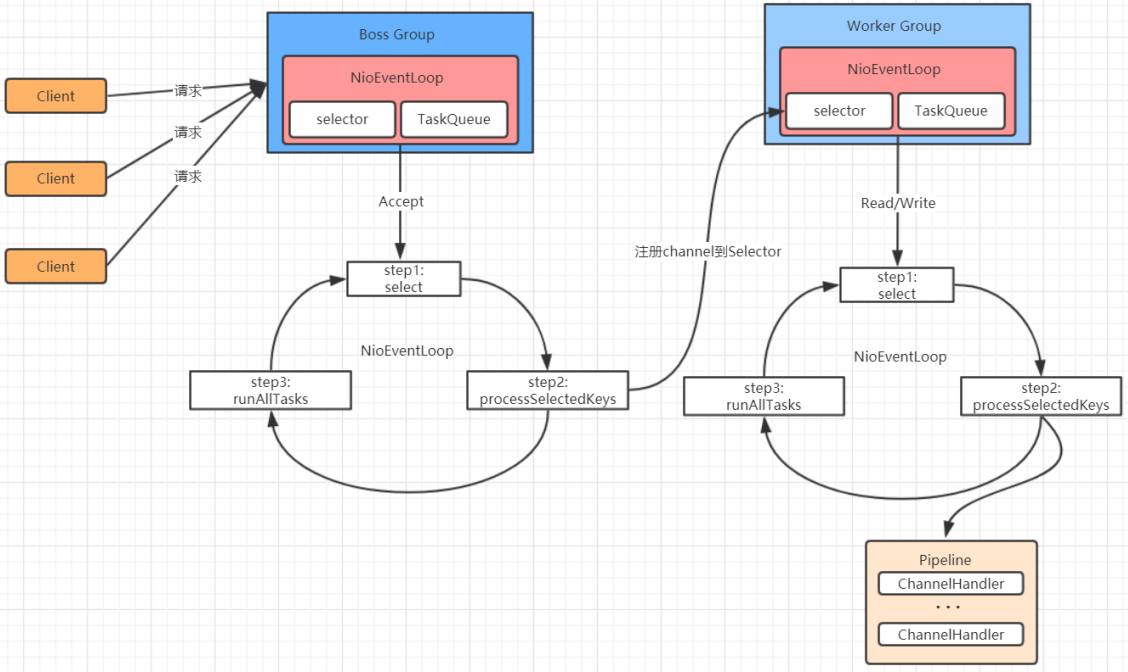 Boss Group
NioEventLoop
selector
TaskQueue
Client
Client
Client
请求
请求
请求
Accept
step1:
select
NioEventLoop
step2:
processSelectedKeys
step3:
runAllTasks
注册channel到Selector
Worker Group
NioEventLoop
selector
TaskQueue
Read/Write
step1:
select
NioEventLoop
step2:
processSelectedKeys
step3:
runAllTasks
Pipeline
ChannelHandler
...
ChannelHandler